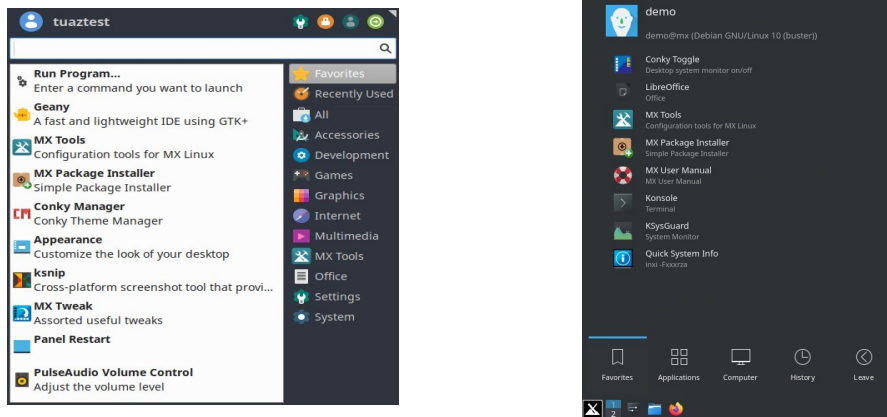 tuaztest
Run Program...
Enter a command you want to launch
Geany
A fast and lightweight IDE using GTK+
MX Tools
Configuration tools for MX Linux
MX Package Installer
Simple Package Installer
Conky Manager
Conky Theme Manager
Appearance
Customize the look of your desktop
ksnip
Cross-platform screenshot tool that provi...
MX Tweak
Assorted useful tweaks
Panel Restart
PulseAudio Volume Control
Adjust the volume level
Favorites
Recently Used
All
Accessories
Development
Games
Graphics
Internet
Multimedia
MX Tools
Office
Settings
System
demo
demo@mx (Debian GNU/Linux 10 (buster))
Conky Toggle
Desktop system monitor on/off
LibreOffice
Office
MX Tools
Configuration tools for MX Linux
MX Package Installer
Simple Package Installer
MX User Manual
MX User Manual
Konsole
Terminal
KSysGuard
System Monitor
Quick System Info
inxi -Fxxxrza
Favorites
Applications
Computer
History
Leave
1
2